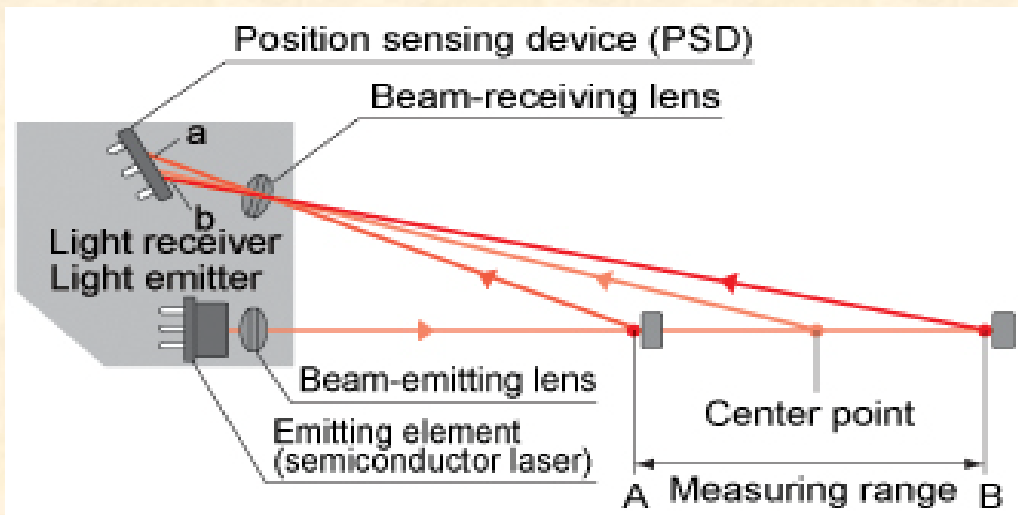 Position sensing device (PSD)
Beam-receiving lens
a
b
Light receiver
Light emitter
Beam-emitting lens
Center point
Emitting element
(semiconductor laser)
A Measuring range B